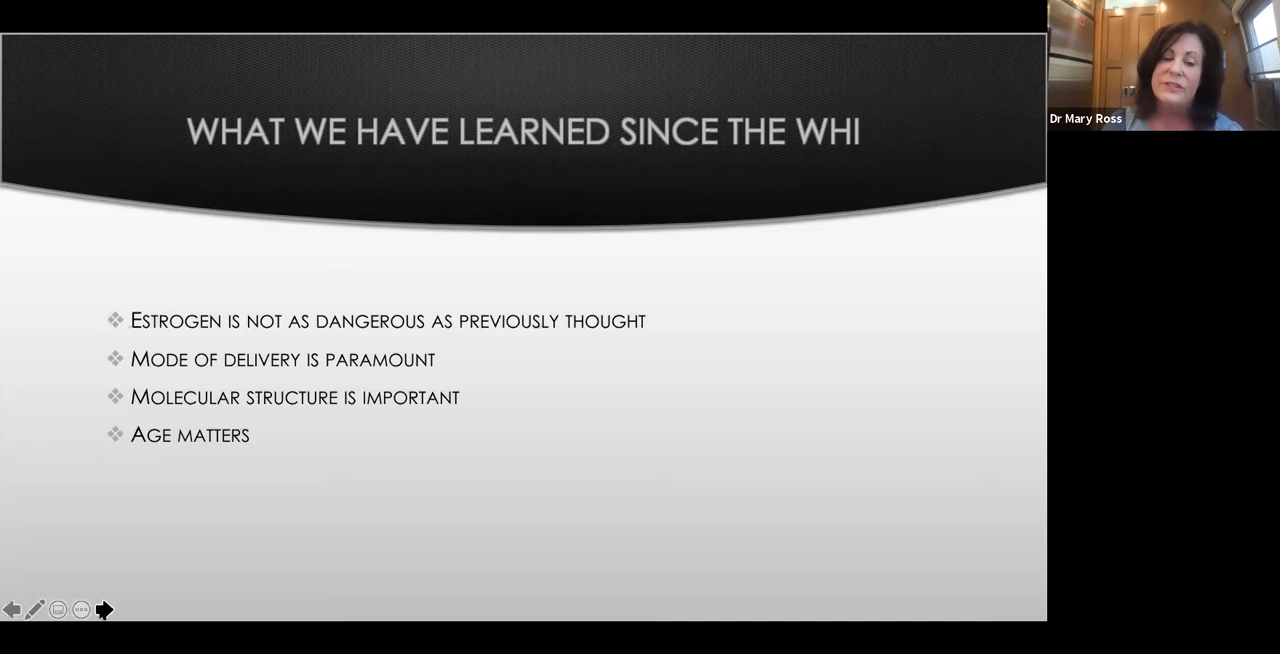 WHAT WE HAVE LEARNED SINCE THE WHI
Dr Mary Ross
ESTROGEN IS NOT AS DANGEROUS AS PREVIOUSLY THOUGHT
MODE OF DELIVERY IS PARAMOUNT
MOLECULAR STRUCTURE IS IMPORTANT
AGE MATTERS